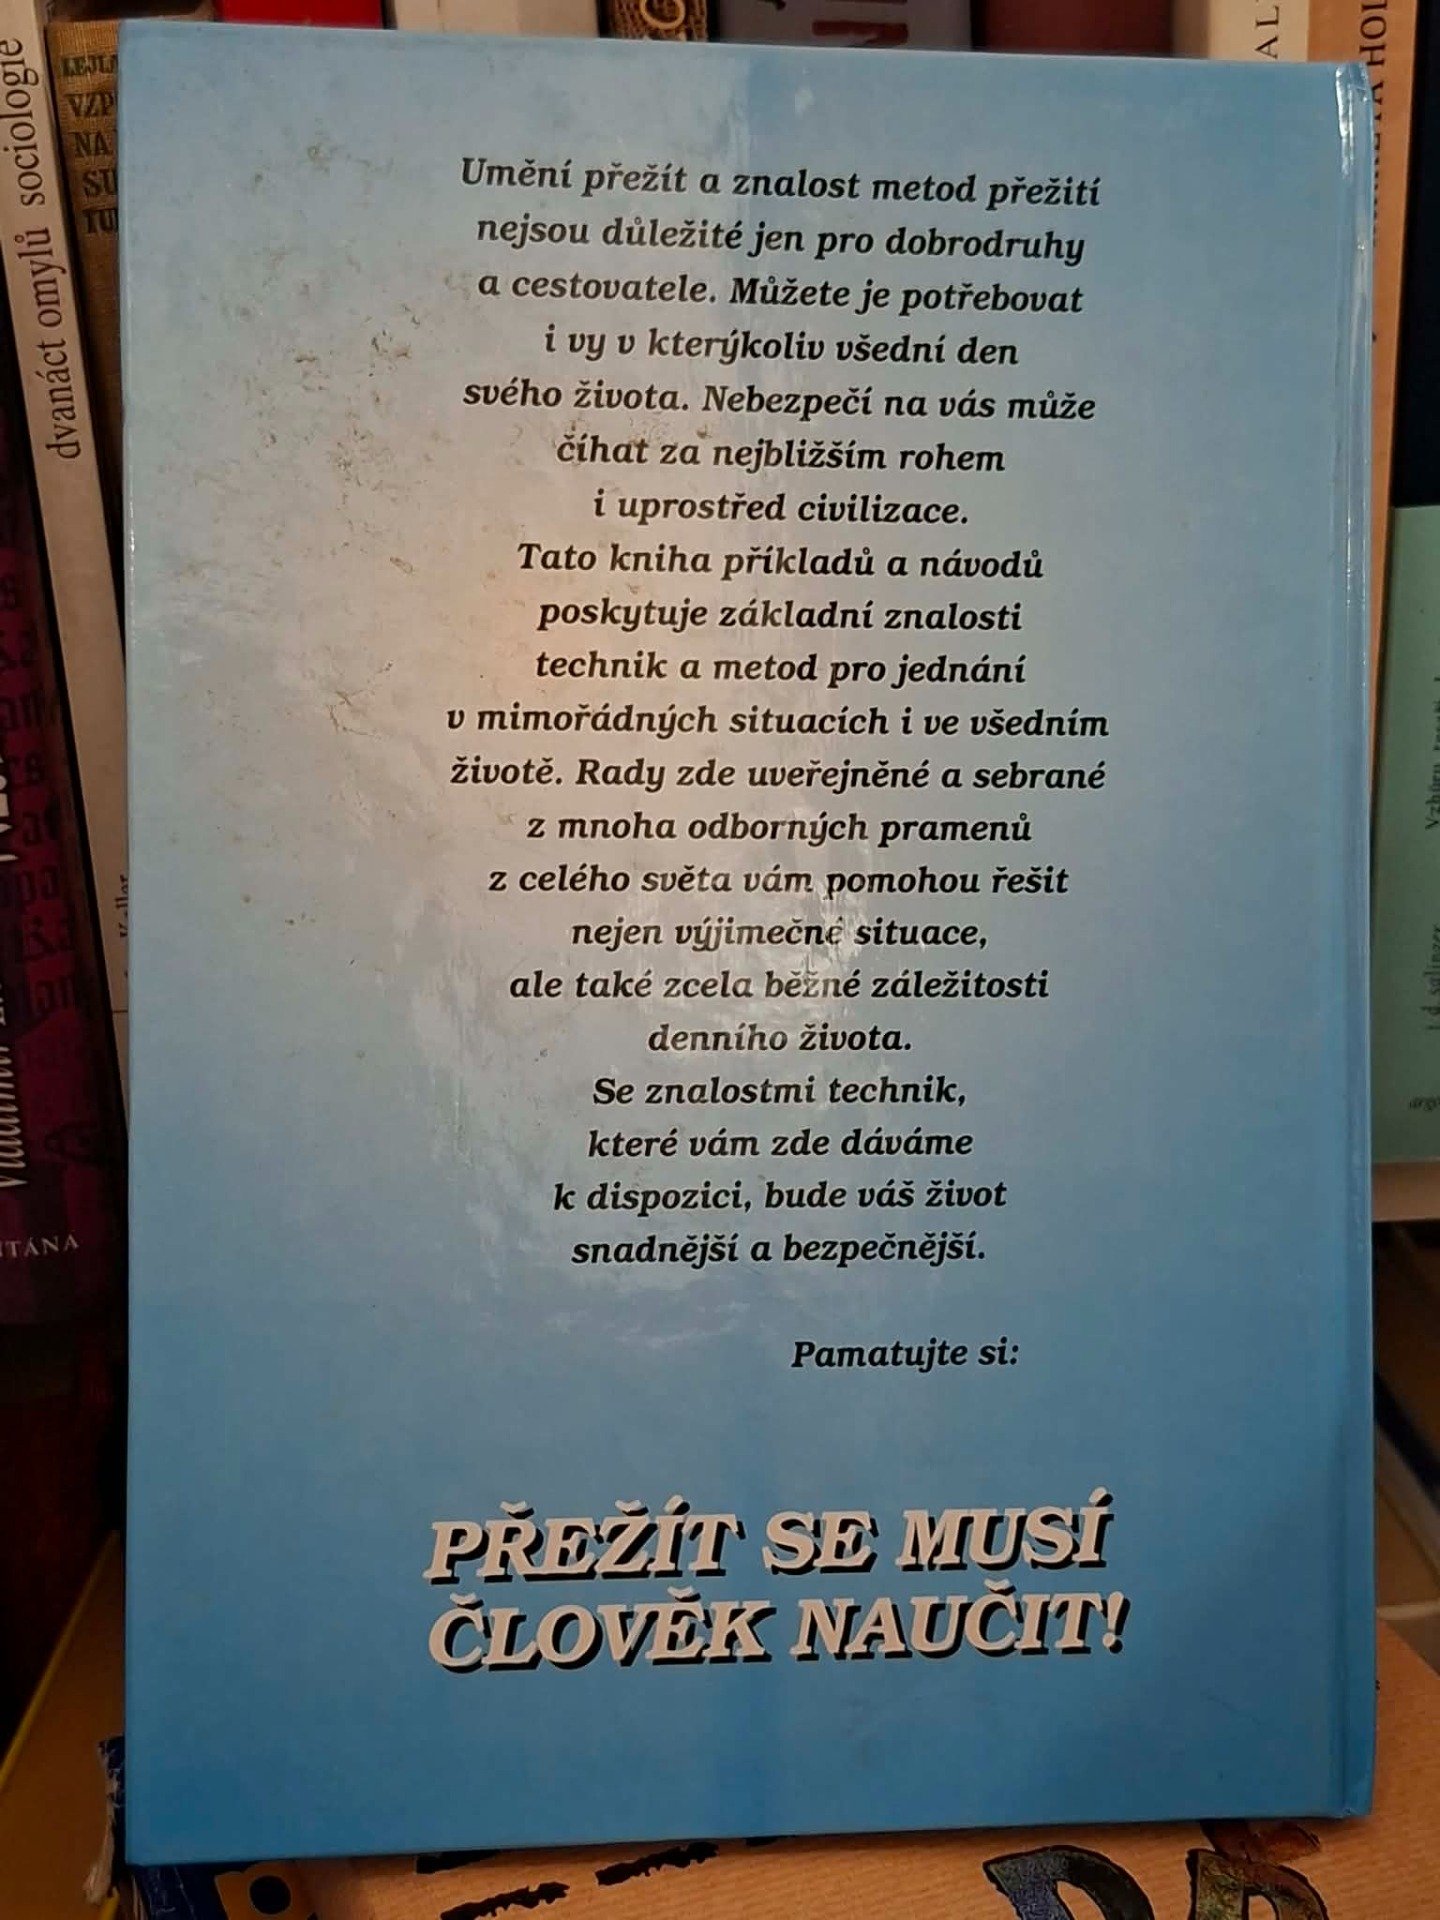 Umění přežít a znalost metod přežití
nejsou důležité jen pro dobrodruhy
a cestovatele. Můžete je potřebovat
i vy v kterýkoliv všední den
svého života. Nebezpečí na vás může
číhat za nejbližším rohem
i uprostřed civilizace.
Tato kniha příkladů a návodů
poskytuje základní znalosti
technik a metod pro jednání
v mimořádných situacích i ve všedním
životě. Rady zde uveřejněné a sebrané
z mnoha odborných pramenů
z celého světa vám pomohou řešit
nejen výjimečné situace,
ale také zcela běžné záležitosti
denního života.
Se znalostmi technik,
které vám zde dáváme
k dispozici, bude váš život
snadnější a bezpečnější.
Pamatujte si:
PŘEŽÍT SE MUSÍ
ČLOVĚK NAUČIT!
dvanáct omylů sociologie